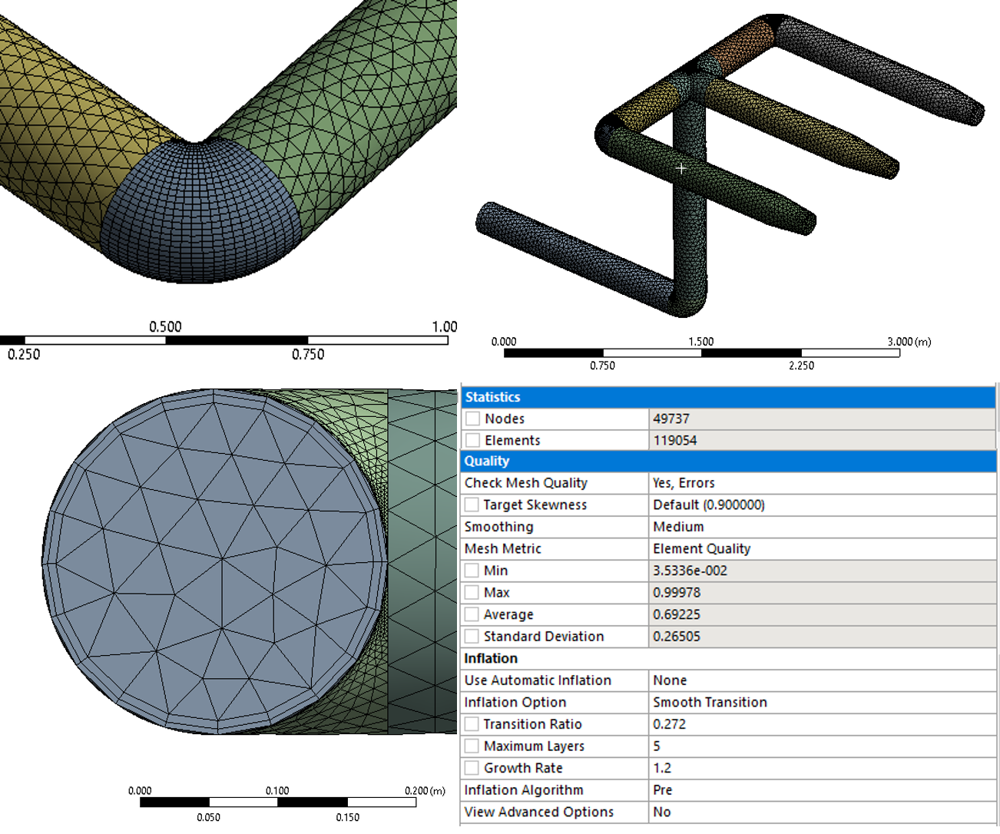 0.500 1.00
0.250 0.750
0.000 1.500 3.000 (m)
0.750 2.250
0.000 0.100 0.200 (m)
0.050 0.150
Statistics
Nodes 49737
Elements 119054
Quality
Check Mesh Quality Yes, Errors
Target Skewness Default (0.900000)
Smoothing Medium
Mesh Metric Element Quality
Min 3.5336e-002
Max 0.99978
Average 0.69225
Standard Deviation 0.26505
Inflation
Use Automatic Inflation None
Inflation Option Smooth Transition
Transition Ratio 0.272
Maximum Layers 5
Growth Rate 1.2
Inflation Algorithm Pre
View Advanced Options No